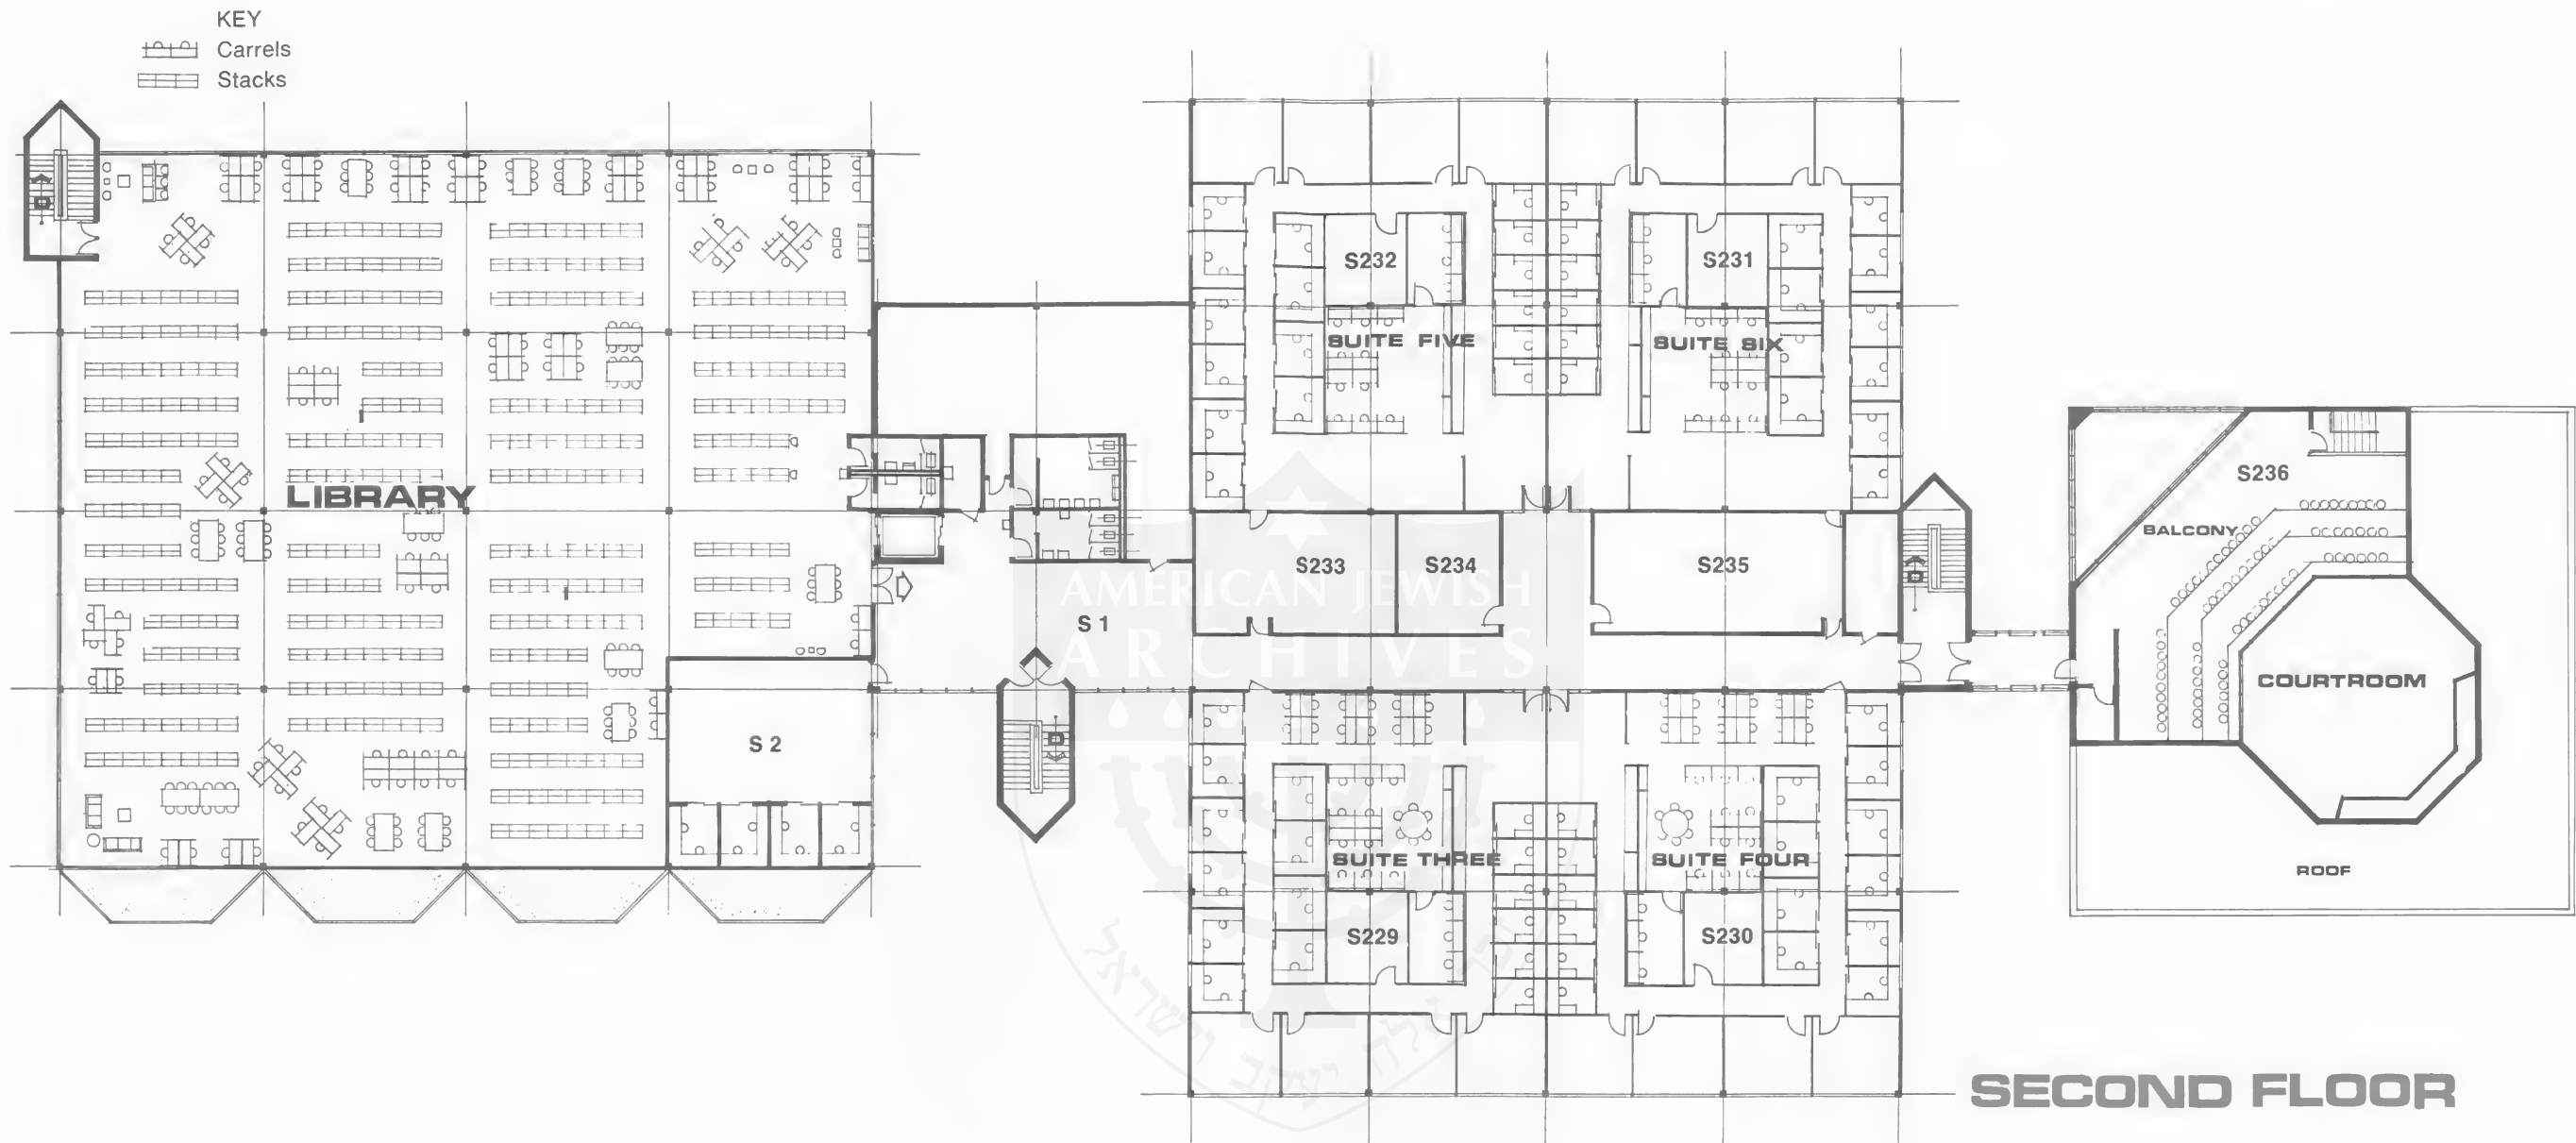 KEY
Carrels
Stacks
S232
S231
SUITE FIVE
SUITE SIX
LIBRARY
S236
BALCONY
S233
S234
S235
AMERICAN JEWISH
ARCHIVES
S 1
COURTROOM
S 2
SUITE THREE
SUITE FOUR
ROOF
S229
S230
SECOND FLOOR